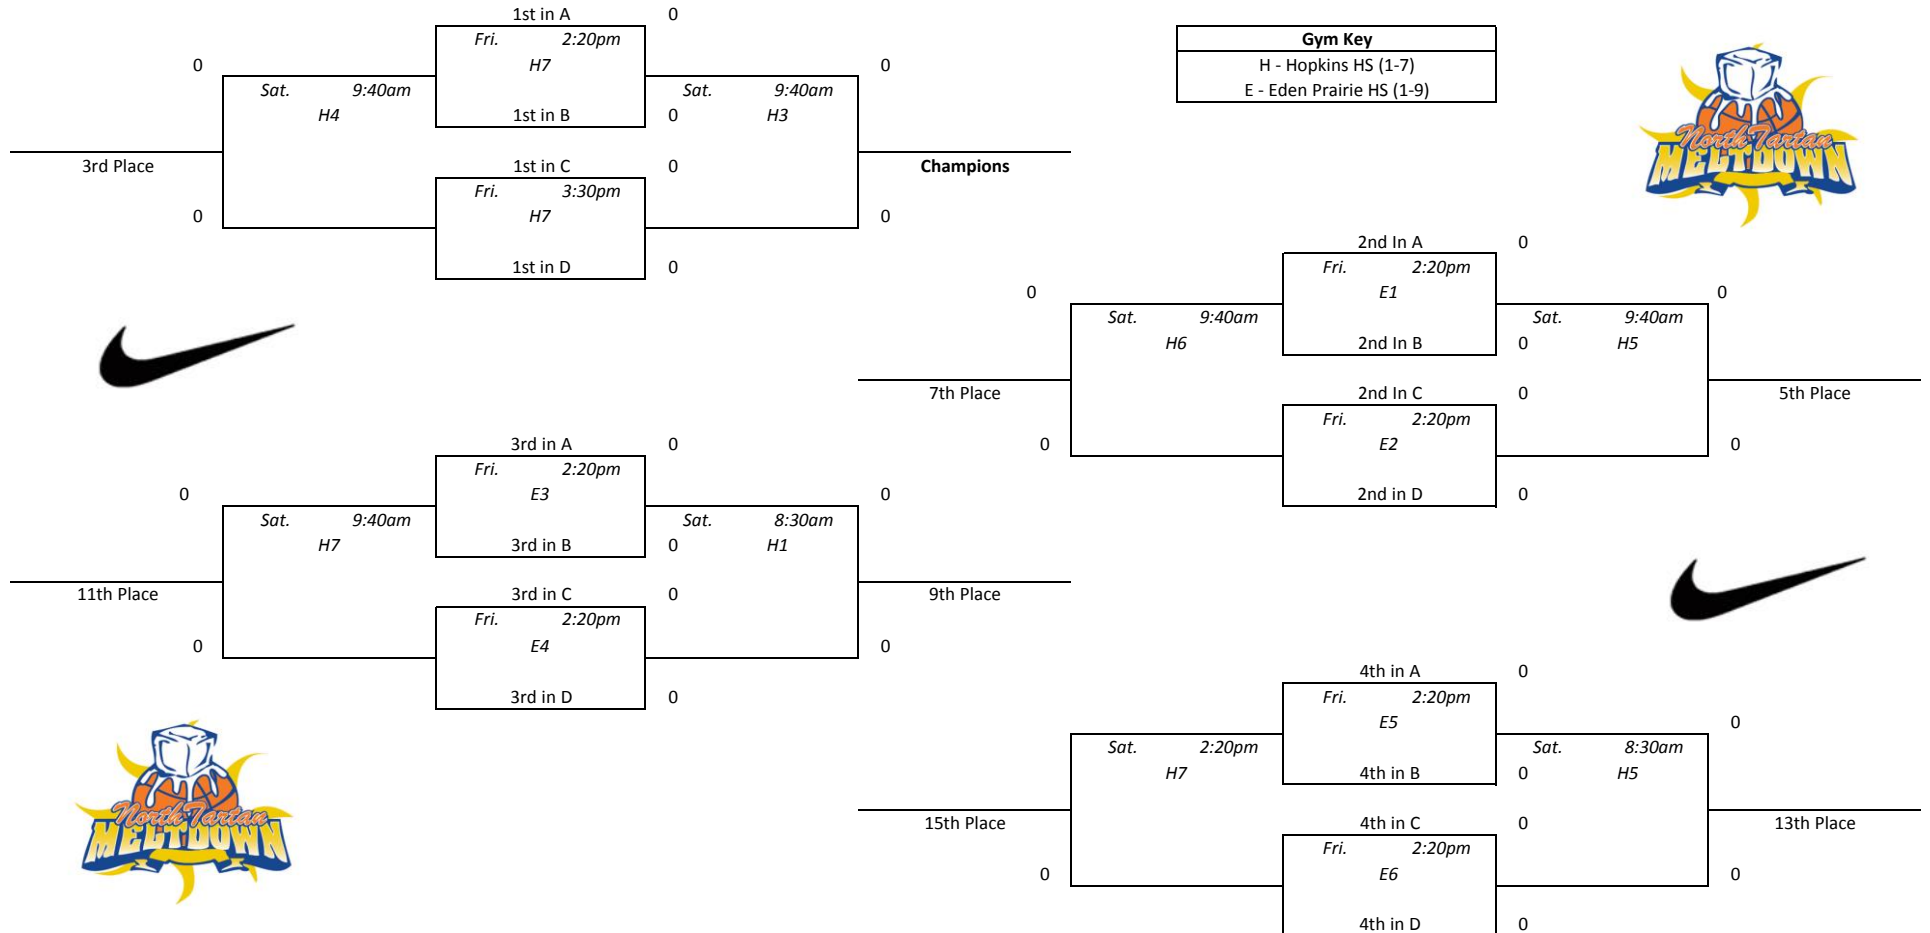 1st in A 0
Fri. 2:20pm
Gym Key
0 H7 0 H - Hopkins HS (1-7)
Sat. 9:40am Sat. 9:40am E - Eden Prairie HS (1-9)
H4 1st in B 0 H3
North Tartan
MELTDOWN
3rd Place 1st in C 0 Champions
Fri. 3:30pm
0 H7 0
2nd In A 0
1st in D 0 Fri. 2:20pm
0 E1 0
Sat. 9:40am Sat. 9:40am
H6 2nd In B 0 H5
7th Place 2nd In C 0 5th Place
Fri. 2:20pm
3rd in A 0 0 E2 0
Fri. 2:20pm
0 E3 0 2nd in D 0
Sat. 9:40am Sat. 8:30am
H7 3rd in B 0 H1
11th Place 3rd in C 0 9th Place
Fri. 2:20pm
0 E4 0
4th in A 0
3rd in D 0 Fri. 2:20pm
E5 0
Sat. 2:20pm Sat. 8:30am
H7 4th in B 0 H5
North Tartan
MELTDOWN
15th Place 4th in C 0 13th Place
Fri. 2:20pm
0 E6 0
4th in D 0